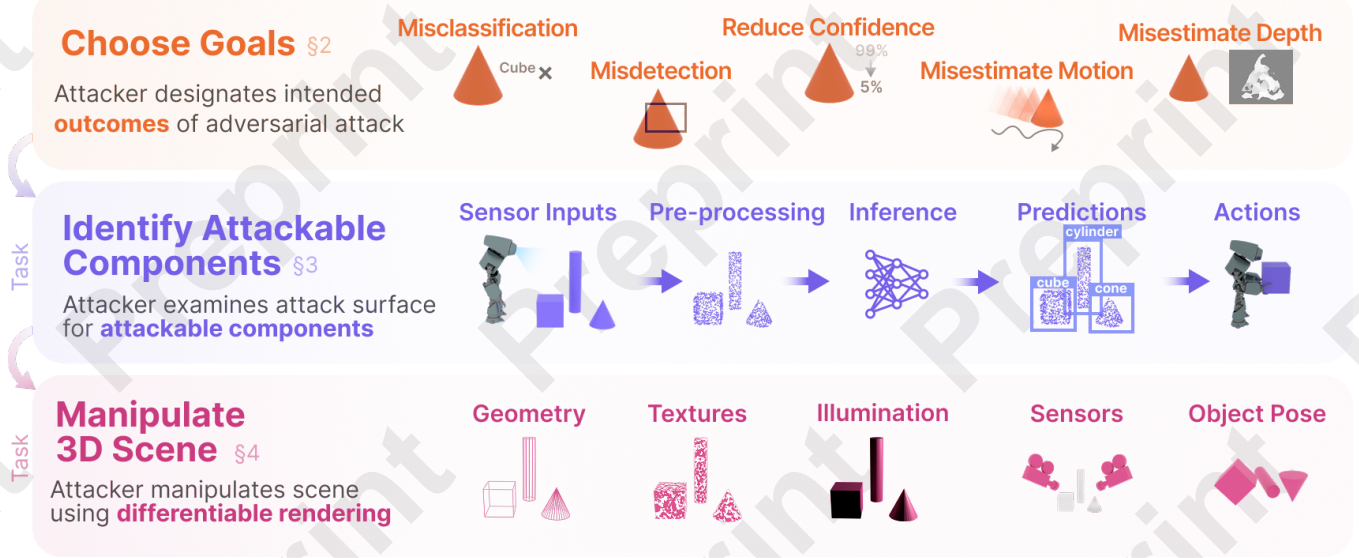 Choose Goals §2
Attacker designates intended
outcomes of adversarial attack
Misclassification
Cube
Misdetection
Reduce Confidence
99%
5%
Misestimate Motion
Misestimate Depth
Task
Identify Attackable
Components §3
Attacker examines attack surface
for attackable components
Sensor Inputs
Pre-processing
Inference
Predictions
cylinder
cube
cone
Actions
Task
Manipulate
3D Scene §4
Attacker manipulates scene
using differentiable rendering
Geometry
Textures
Illumination
Sensors
Object Pose
Preprint
Preprint
Preprint